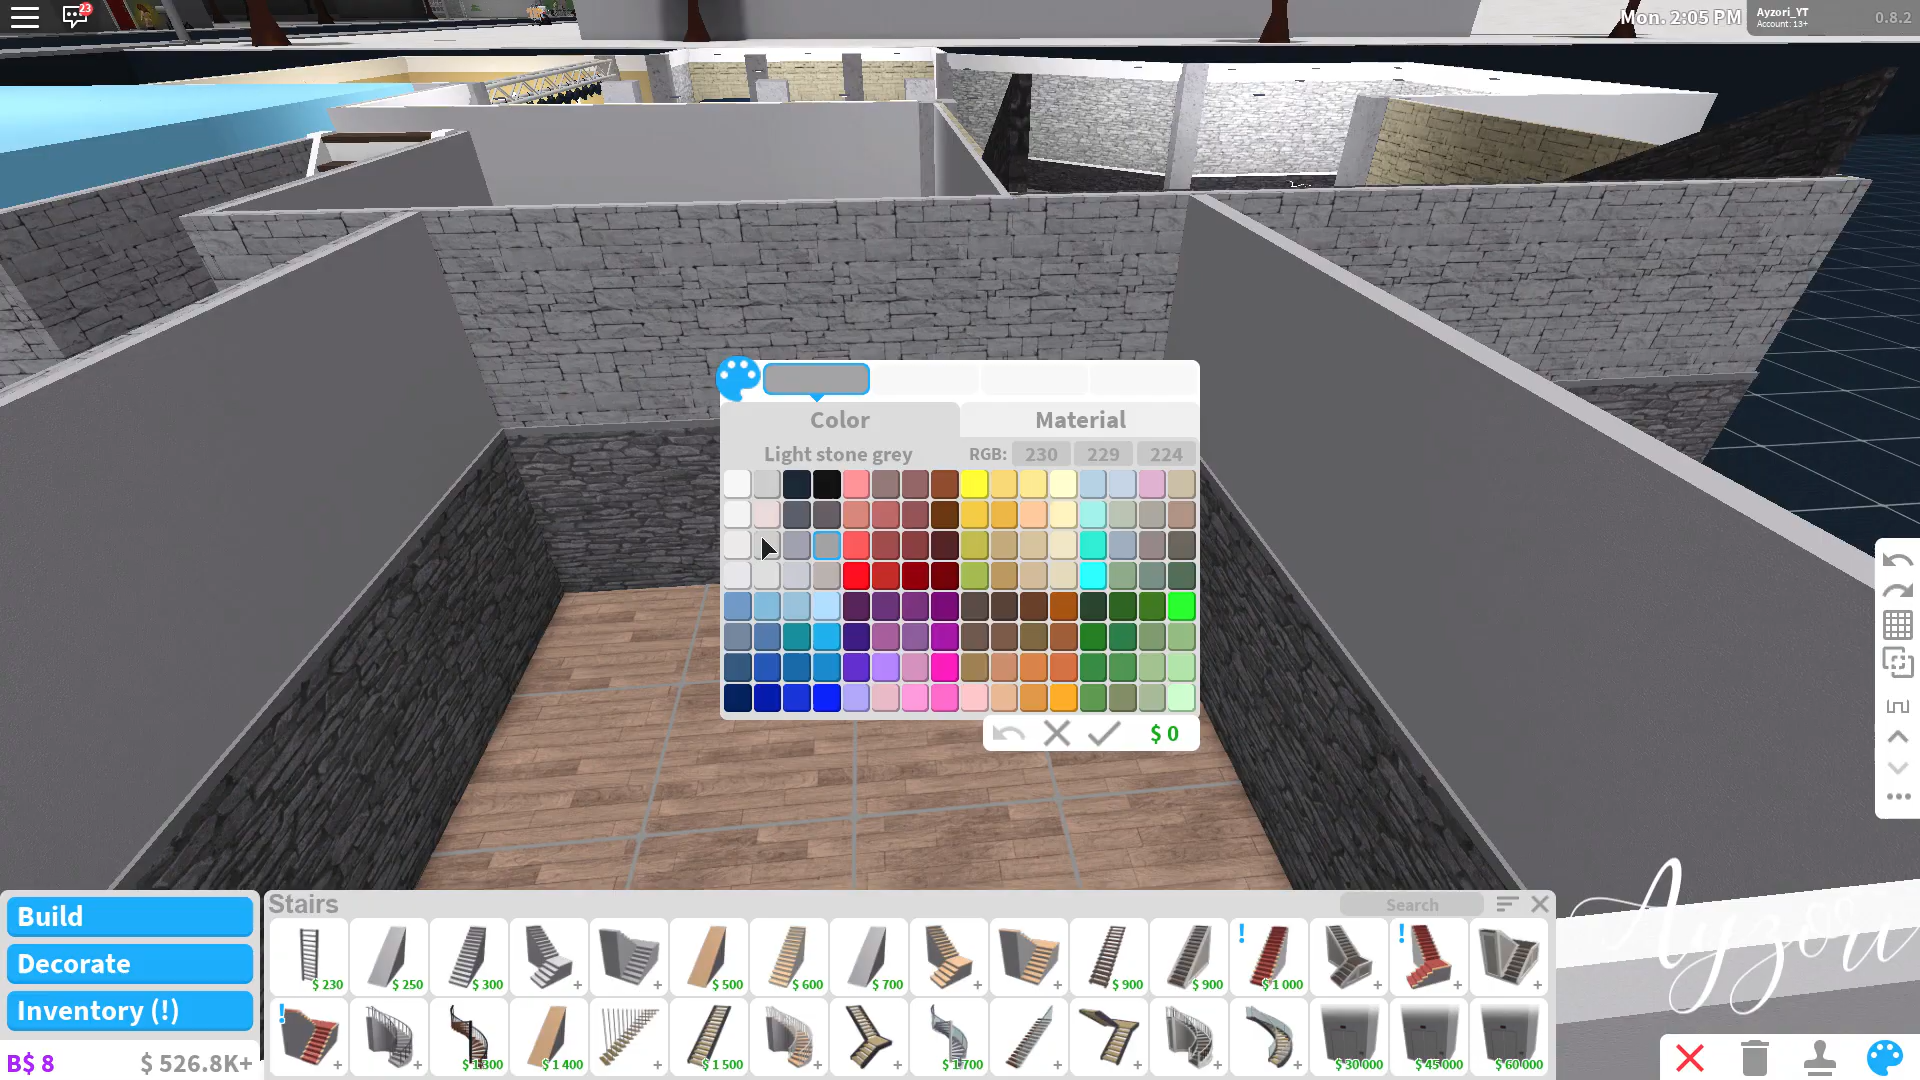 23
Mon. 2:05 PM
Ayzori_YT
Account: 13+
0.8.2
Color
Material
Light stone grey
RGB: 230 229 224
$ 0
Build
Decorate
Inventory (!)
B$ 8
$ 526.8K+
Stairs
Search
$ 230
$ 250
$ 300
+
+
$ 500
$ 600
$ 700
+
+
$ 900
$ 900
! $ 1 000
+
! +
+
! +
+
$ 1 300
$ 1 400
+
$ 1 500
+
+
$ 1 700
+
+
+
+
$ 30 000
$ 45 000
$ 60 000
Ayzori